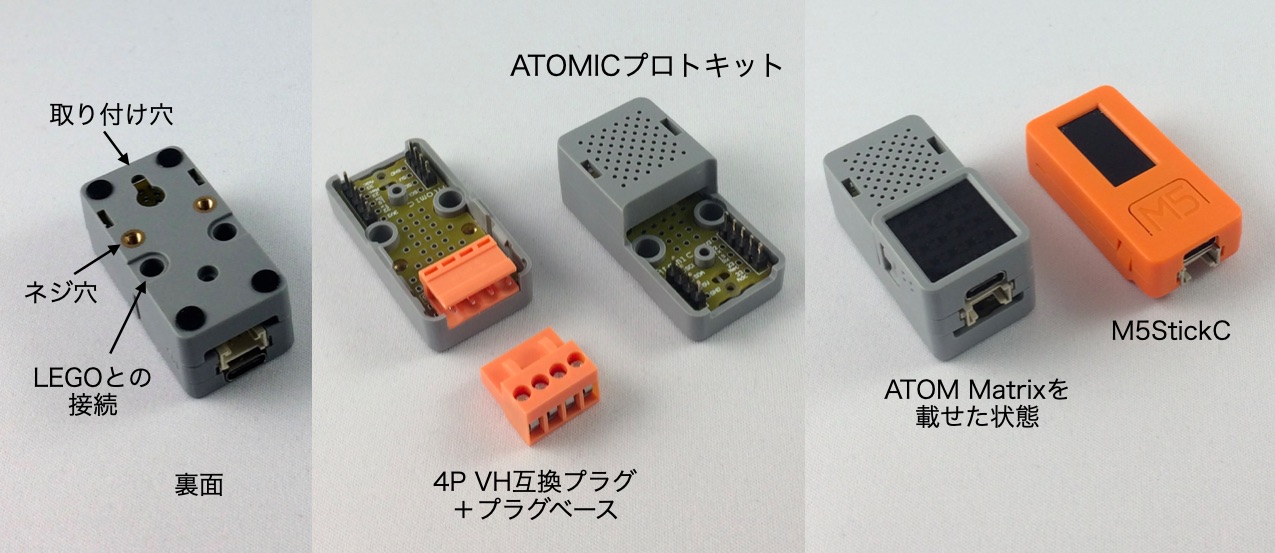 取り付け穴
ネジ穴
LEGOとの
接続
裏面
ATOMICプロトキット
4P VH互換プラグ
＋プラグベース
ATOM Matrixを
載せた状態
M5
M5StickC